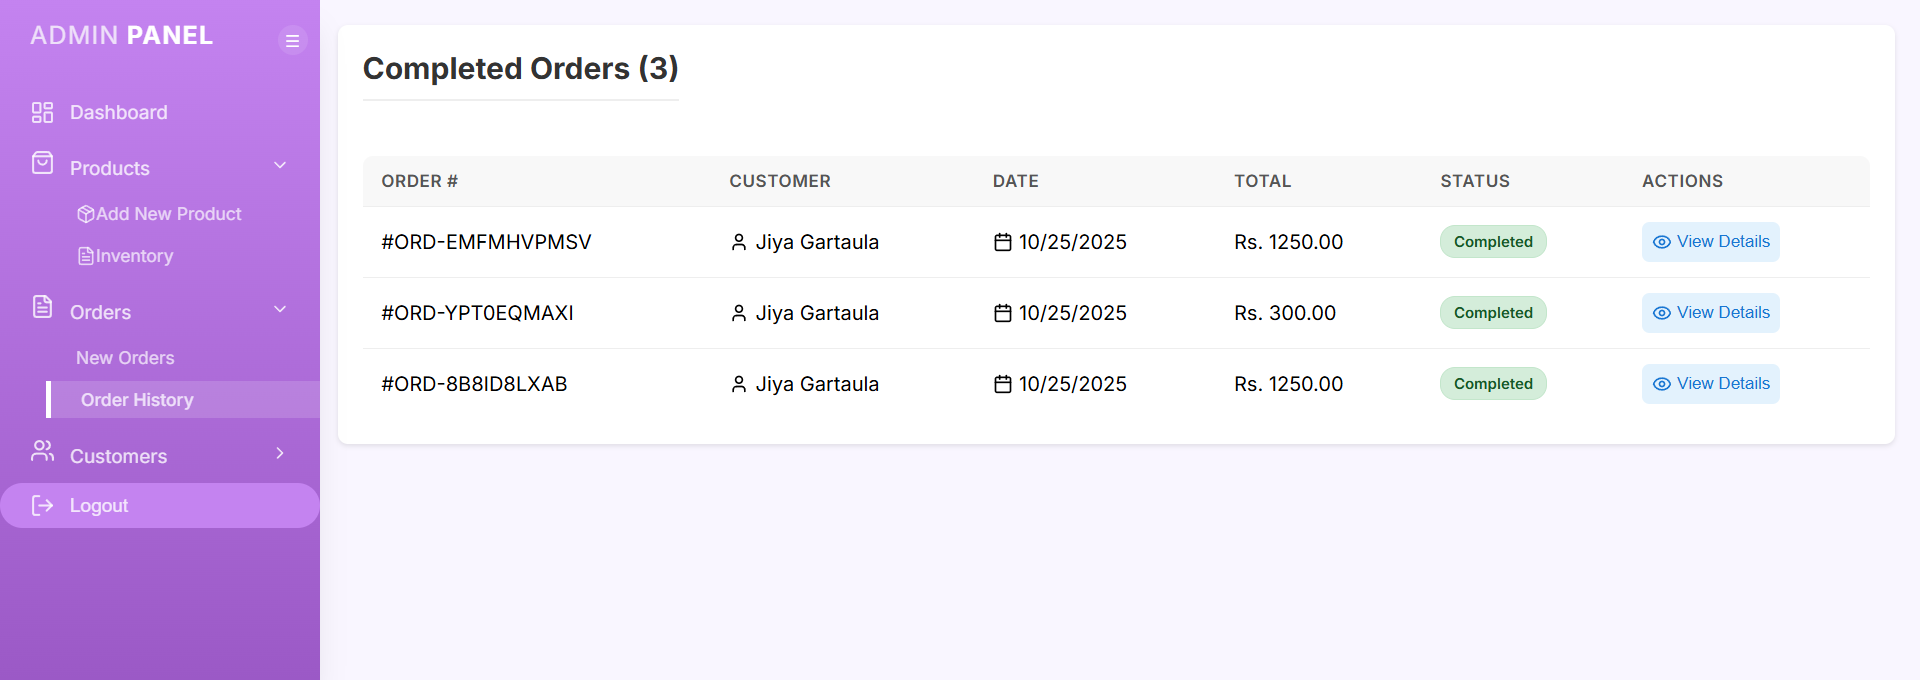 ADMIN PANEL
Dashboard
Products
Add New Product
Inventory
Orders
New Orders
Order History
Customers
Logout
Completed Orders (3)
ORDER # CUSTOMER DATE TOTAL STATUS ACTIONS
#ORD-EMFMHVPMSV Jiya Gartaula 10/25/2025 Rs. 1250.00 Completed View Details
#ORD-YPT0EQMAXI Jiya Gartaula 10/25/2025 Rs. 300.00 Completed View Details
#ORD-8B8ID8LXAB Jiya Gartaula 10/25/2025 Rs. 1250.00 Completed View Details